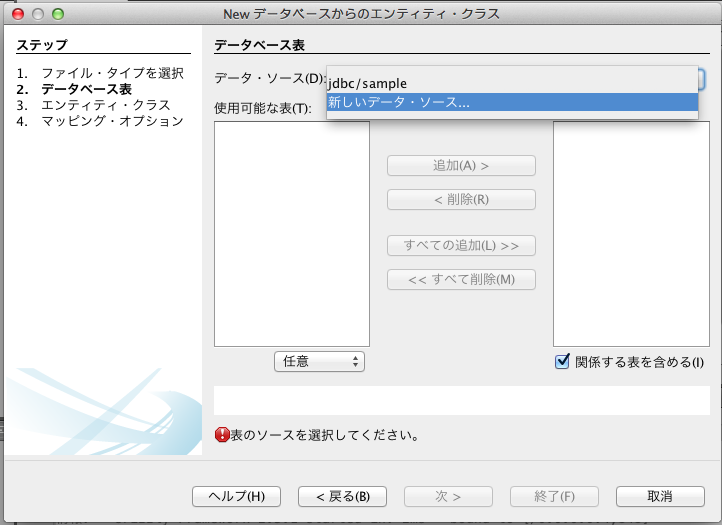 New データベースからのエンティティ・クラス
ステップ
1. ファイル・タイプを選択
2. データベース表
3. エンティティ・クラス
4. マッピング・オプション
データベース表
データ・ソース(D):
jdbc/sample
新しいデータ・ソース...
使用可能な表(T):
追加(A) >
< 削除(R)
すべての追加(L) >>
<< すべて削除(M)
任意
関係する表を含める(I)
表のソースを選択してください。
ヘルプ(H)
< 戻る(B)
次 >
終了(F)
取消